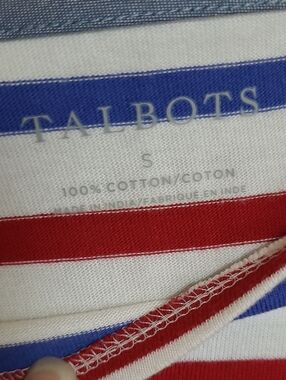 TALBOTS
S
100% COTTON/COTON
MADE IN INDIA/FABRIQUÉ EN INDE